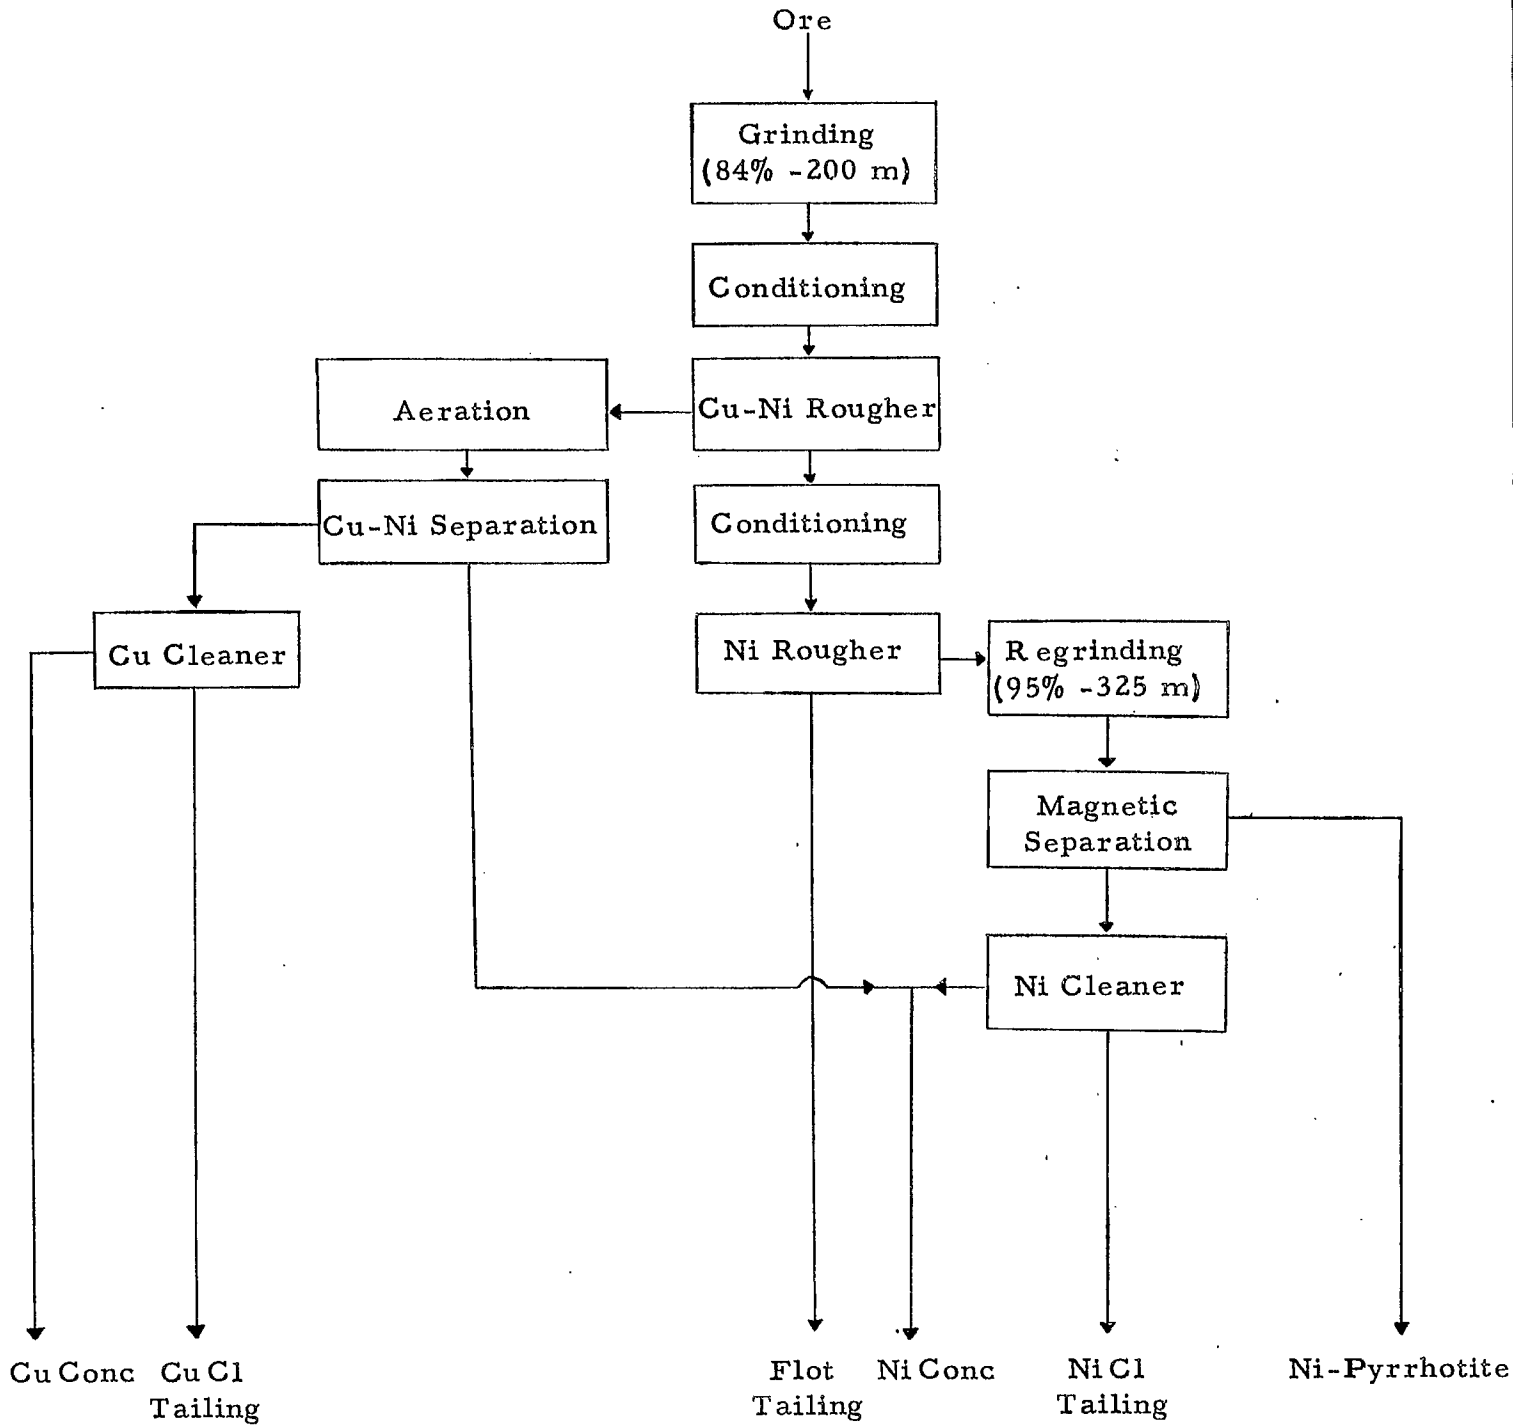 Ore
Grinding
(84% -200 m)
Conditioning
Aeration
Cu-Ni Rougher
Cu-Ni Separation
Conditioning
Cu Cleaner
Ni Rougher
Regrinding
(95% -325 m)
Magnetic
Separation
Ni Cleaner
Cu Conc
Cu Cl
Tailing
Flot
Tailing
Ni Conc
Ni Cl
Tailing
Ni-Pyrrhotite